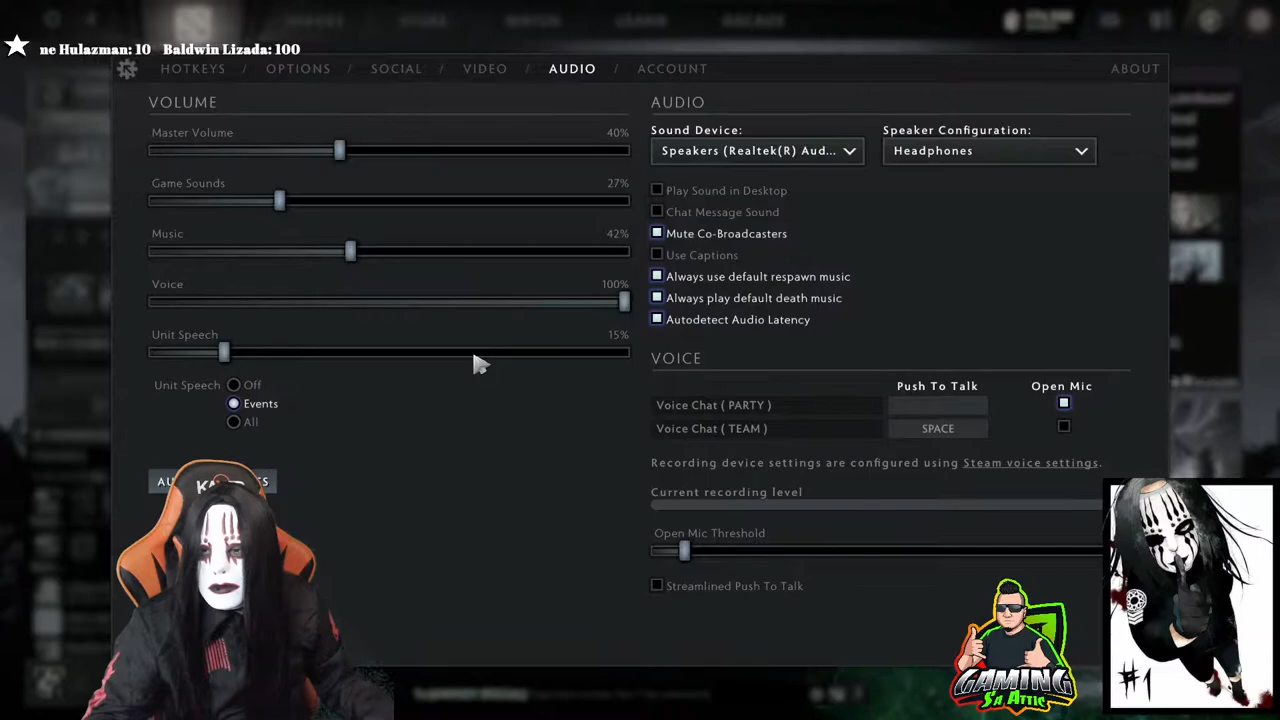 ne Hulazman: 10 Baldwin Lizada: 100
HOTKEYS / OPTIONS / SOCIAL / VIDEO / AUDIO / ACCOUNT
ABOUT
VOLUME
Master Volume 40%
Game Sounds 27%
Music 42%
Voice 100%
Unit Speech 15%
Unit Speech Off
Events
All
AUDIO
Sound Device: Speaker Configuration:
Speakers (Realtek(R) Aud... Headphones
Play Sound in Desktop
Chat Message Sound
Mute Co-Broadcasters
Use Captions
Always use default respawn music
Always play default death music
Autodetect Audio Latency
VOICE
Push To Talk Open Mic
Voice Chat ( PARTY )
Voice Chat ( TEAM ) SPACE
Recording device settings are configured using Steam voice settings.
Current recording level
Open Mic Threshold
Streamlined Push To Talk
GAMING
Sa ATTIC
#1